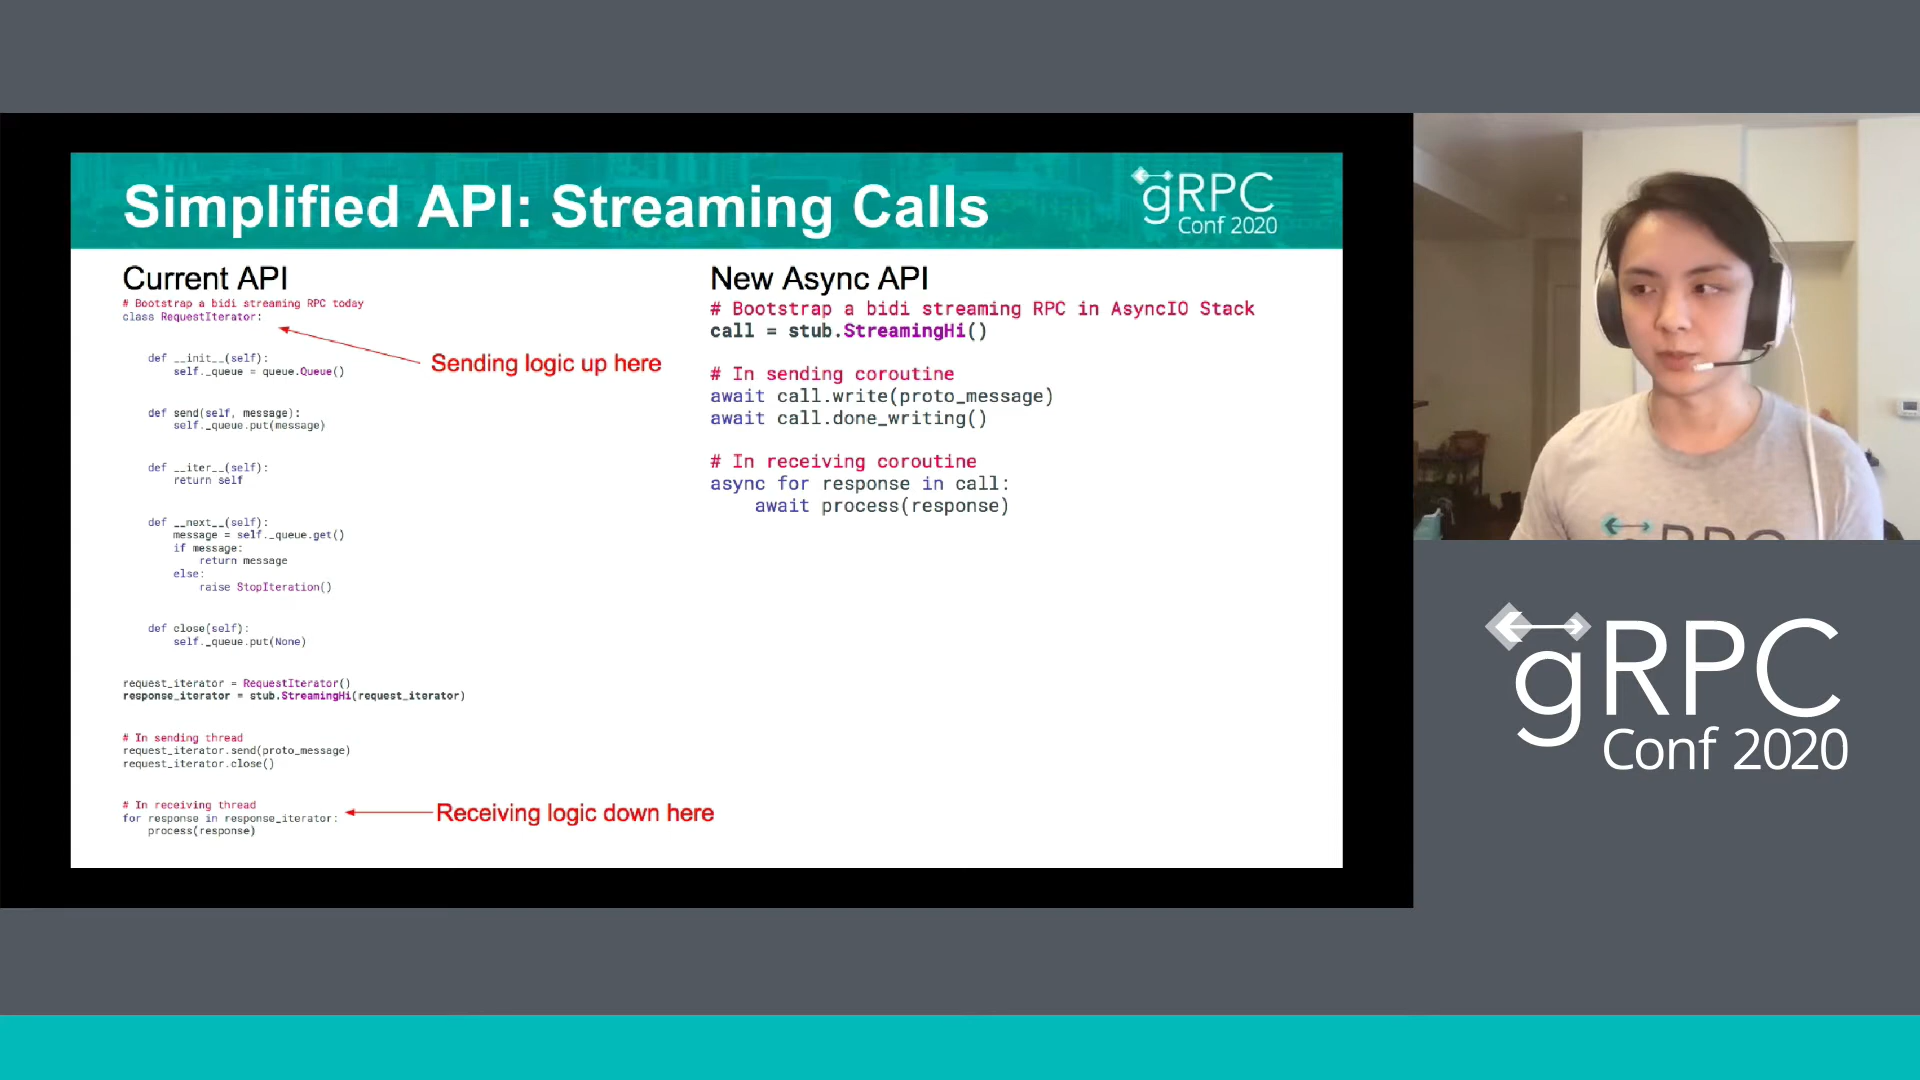 Simplified API: Streaming Calls
gRPC
Conf 2020
Current API
# Bootstrap a bidi streaming RPC today
class RequestIterator:
Sending logic up here
def __init__(self):
self._queue = queue.Queue()
def send(self, message):
self._queue.put(message)
def __iter__(self):
return self
def __next__(self):
message = self._queue.get()
if message:
return message
else:
raise StopIteration()
def close(self):
self._queue.put(None)
request_iterator = RequestIterator()
response_iterator = stub.StreamingHi(request_iterator)
# In sending thread
request_iterator.send(proto_message)
request_iterator.close()
# In receiving thread
for response in response_iterator:
process(response)
Receiving logic down here
New Async API
# Bootstrap a bidi streaming RPC in AsyncIO Stack
call = stub.StreamingHi()
# In sending coroutine
await call.write(proto_message)
await call.done_writing()
# In receiving coroutine
async for response in call:
await process(response)
gRPC
Conf 2020